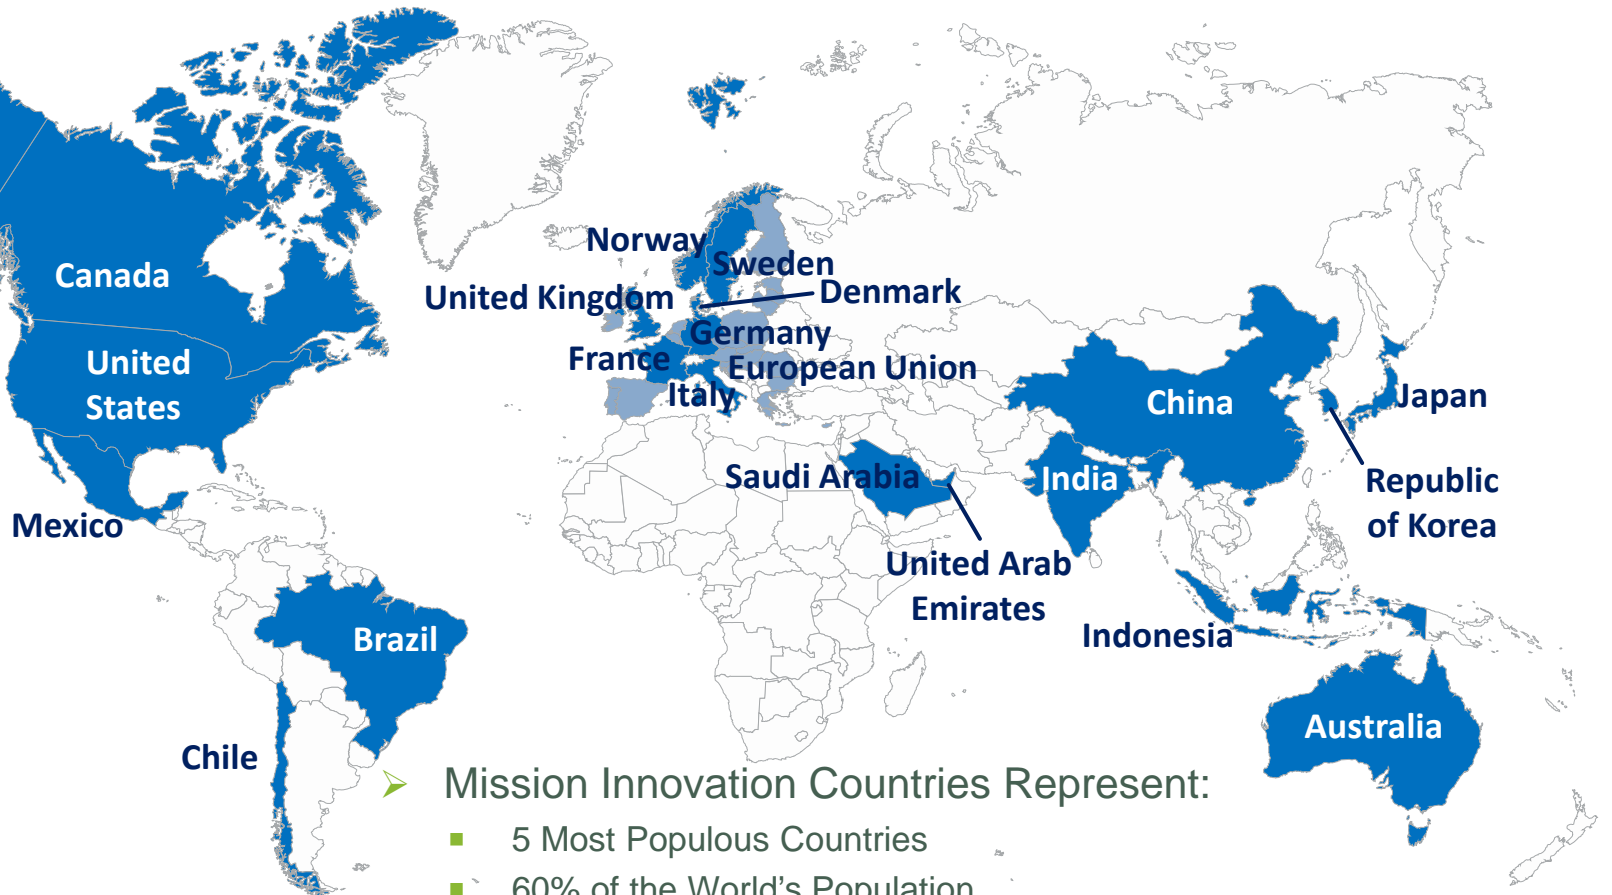 Norway
Sweden
Canada
United Kingdom
Denmark
Germany
United
States
France
European Union
Italy
China
Japan
Saudi Arabia
India
Republic
of Korea
Mexico
United Arab
Emirates
Indonesia
Brazil
Australia
Chile
Mission Innovation Countries Represent:
5 Most Populous Countries
60% of the World's Population